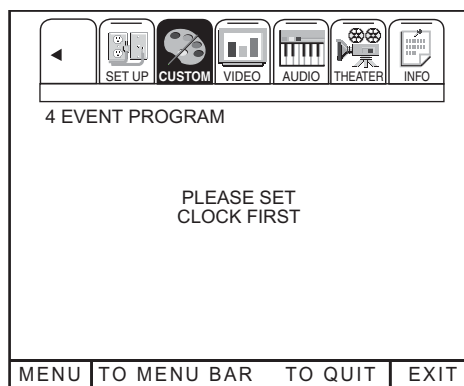 SET UP CUSTOM VIDEO AUDIO THEATER INFO
4 EVENT PROGRAM
PLEASE SET
CLOCK FIRST
MENU TO MENU BAR TO QUIT EXIT